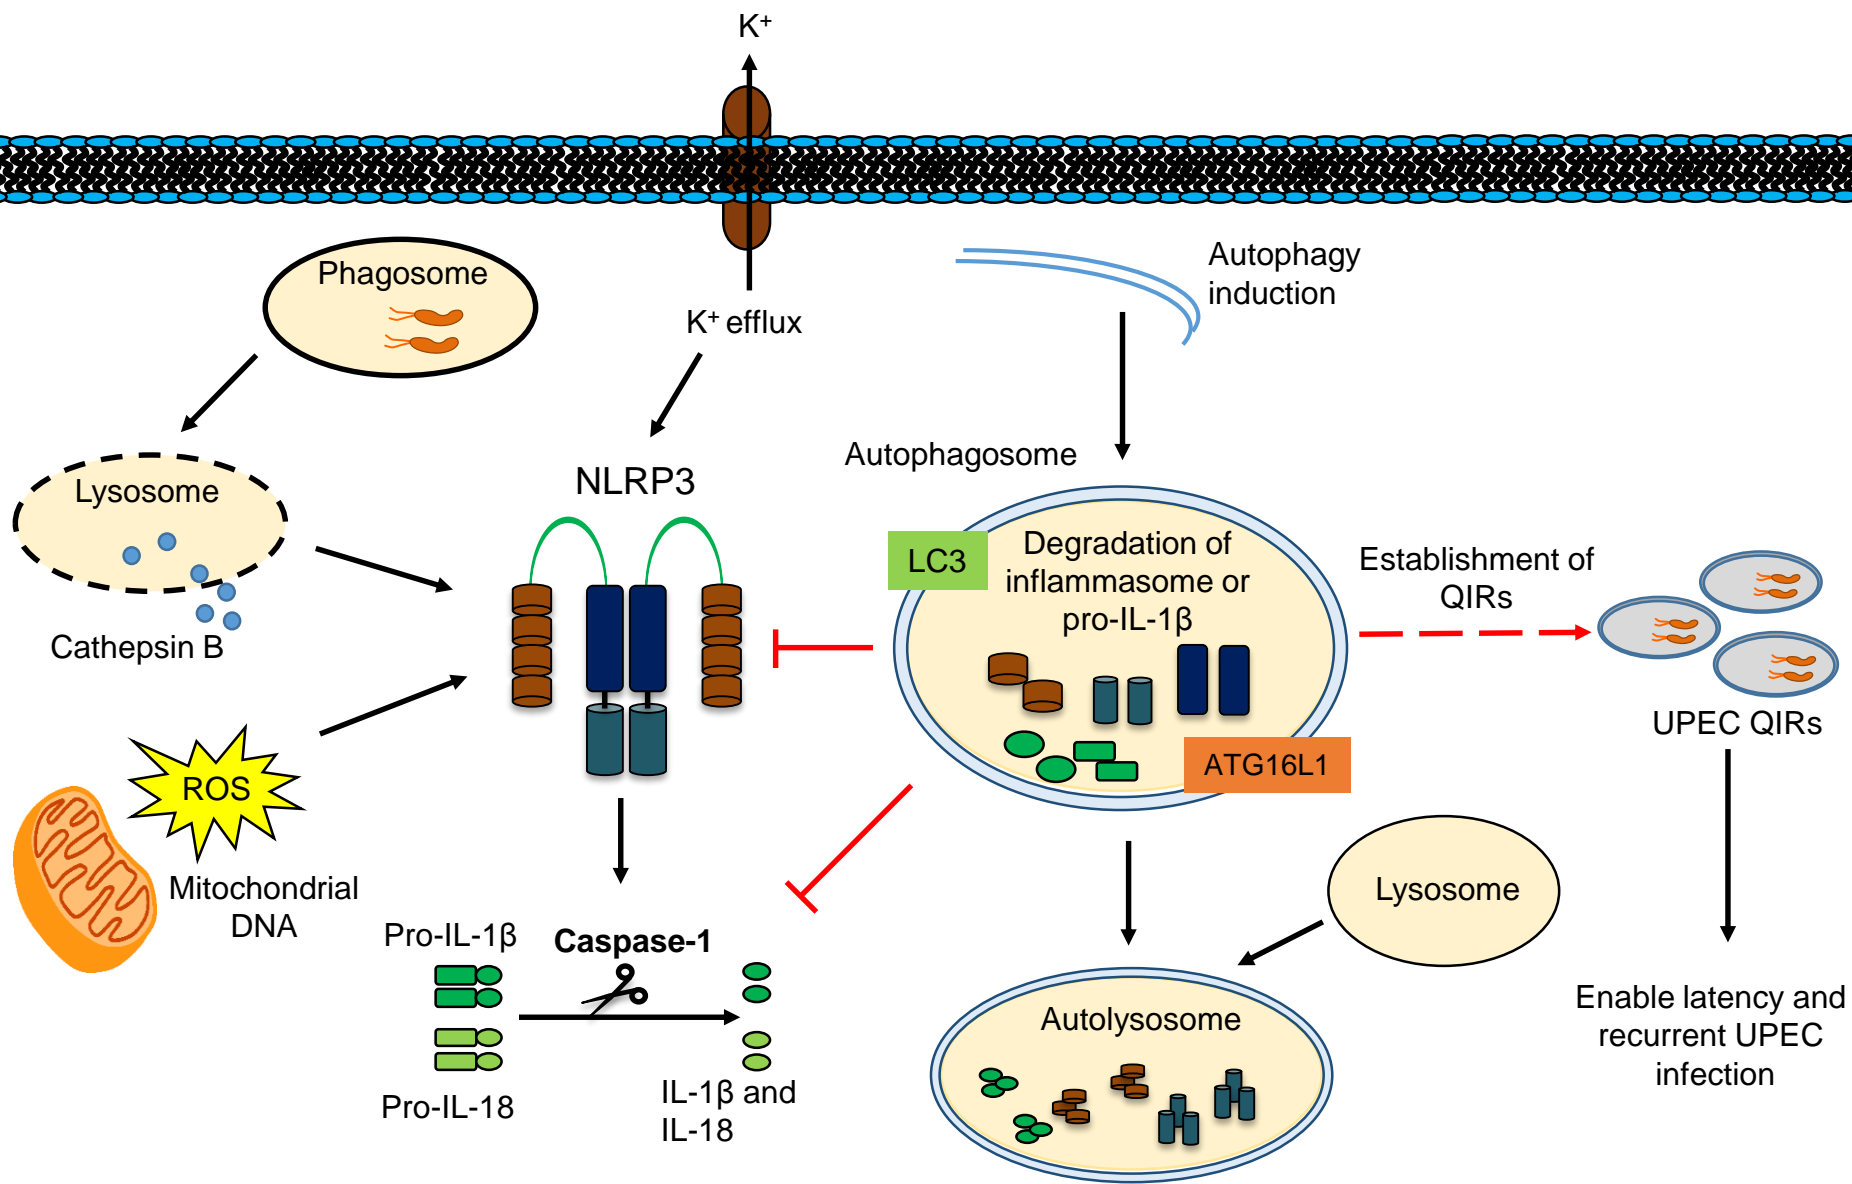 K⁺
Phagosome
K⁺ efflux
Autophagy
induction
Autophagosome
Lysosome
NLRP3
Cathepsin B
LC3
Degradation of
inflammasome or
pro-IL-1β
ATG16L1
Establishment of
QIRs
UPEC QIRs
ROS
Mitochondrial
DNA
Pro-IL-1β
Caspase-1
Pro-IL-18
IL-1β and
IL-18
Lysosome
Autolysosome
Enable latency and
recurrent UPEC
infection